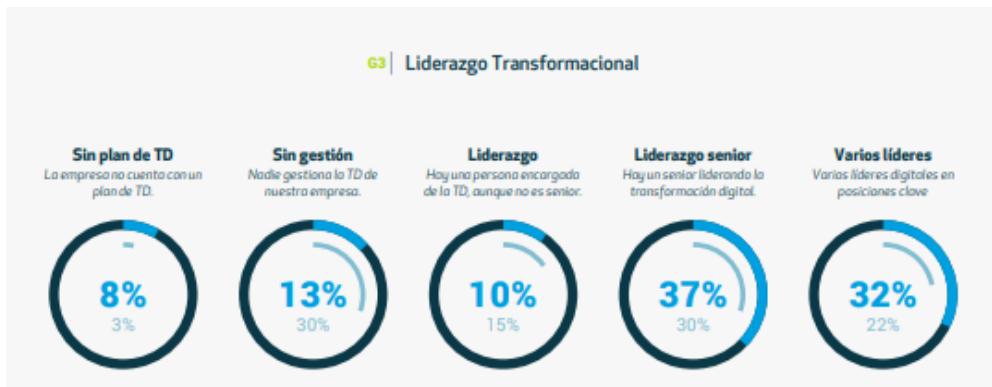 G3 | Liderazgo Transformacional
Sin plan de TD
La empresa no cuenta con un
plan de TD.
8%
3%
Sin gestión
Nadie gestiona la TD de
nuestra empresa.
13%
30%
Liderazgo
Hay una persona encargada
de la TD, aunque no es senior.
10%
15%
Liderazgo senior
Hay un senior liderando la
transformación digital.
37%
30%
Varios líderes
Varios líderes digitales en
posiciones clave
32%
22%